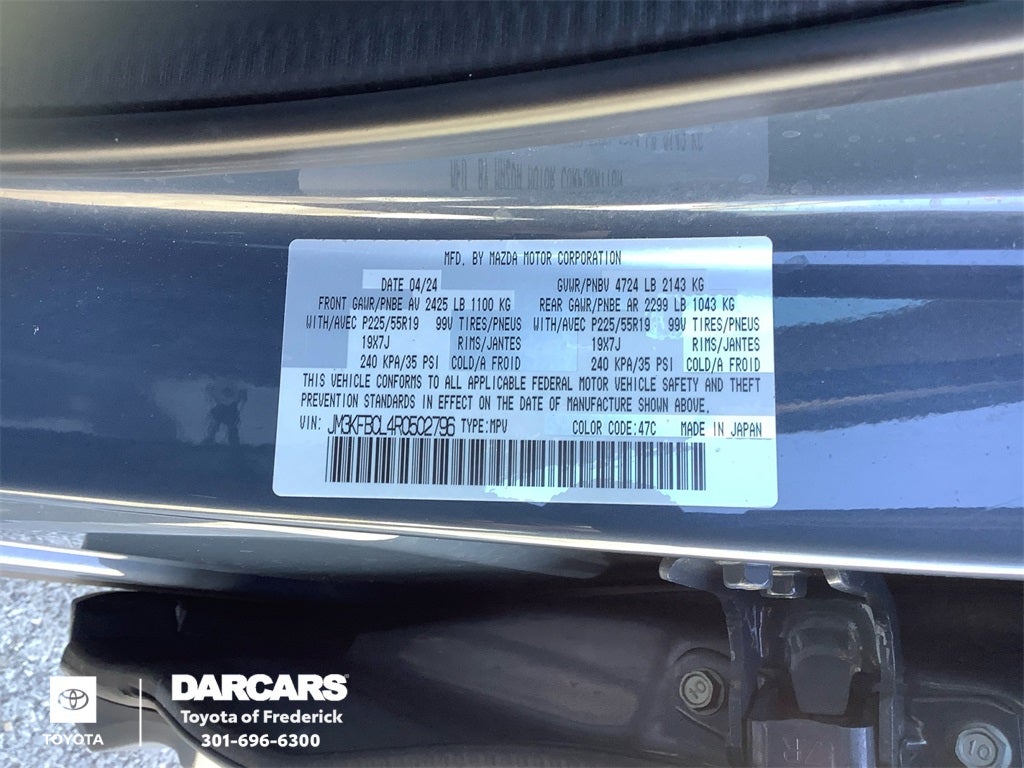 MFD. BY MAZDA MOTOR CORPORATION
DATE 04/24 GVWR/PNBV 4724 LB 2143 KG
FRONT GAWR/PNBE AV 2425 LB 1100 KG REAR GAWR/PNBE AR 2299 LB 1043 KG
WITH/AVEC P225/55R19 99V TIRES/PNEUS WITH/AVEC P225/55R19 99V TIRES/PNEUS
19X7J RIMS/JANTES 19X7J RIMS/JANTES
240 KPA/35 PSI COLD/A FROID 240 KPA/35 PSI COLD/A FROID
THIS VEHICLE CONFORMS TO ALL APPLICABLE FEDERAL MOTOR VEHICLE SAFETY AND THEFT
PREVENTION STANDARDS IN EFFECT ON THE DATE OF MANUFACTURE SHOWN ABOVE.
VIN: JM3KFBCL4R0502796 TYPE:MPV COLOR CODE:47C MADE IN JAPAN
10
10
DARCARS
Toyota of Frederick
301-696-6300
TOYOTA